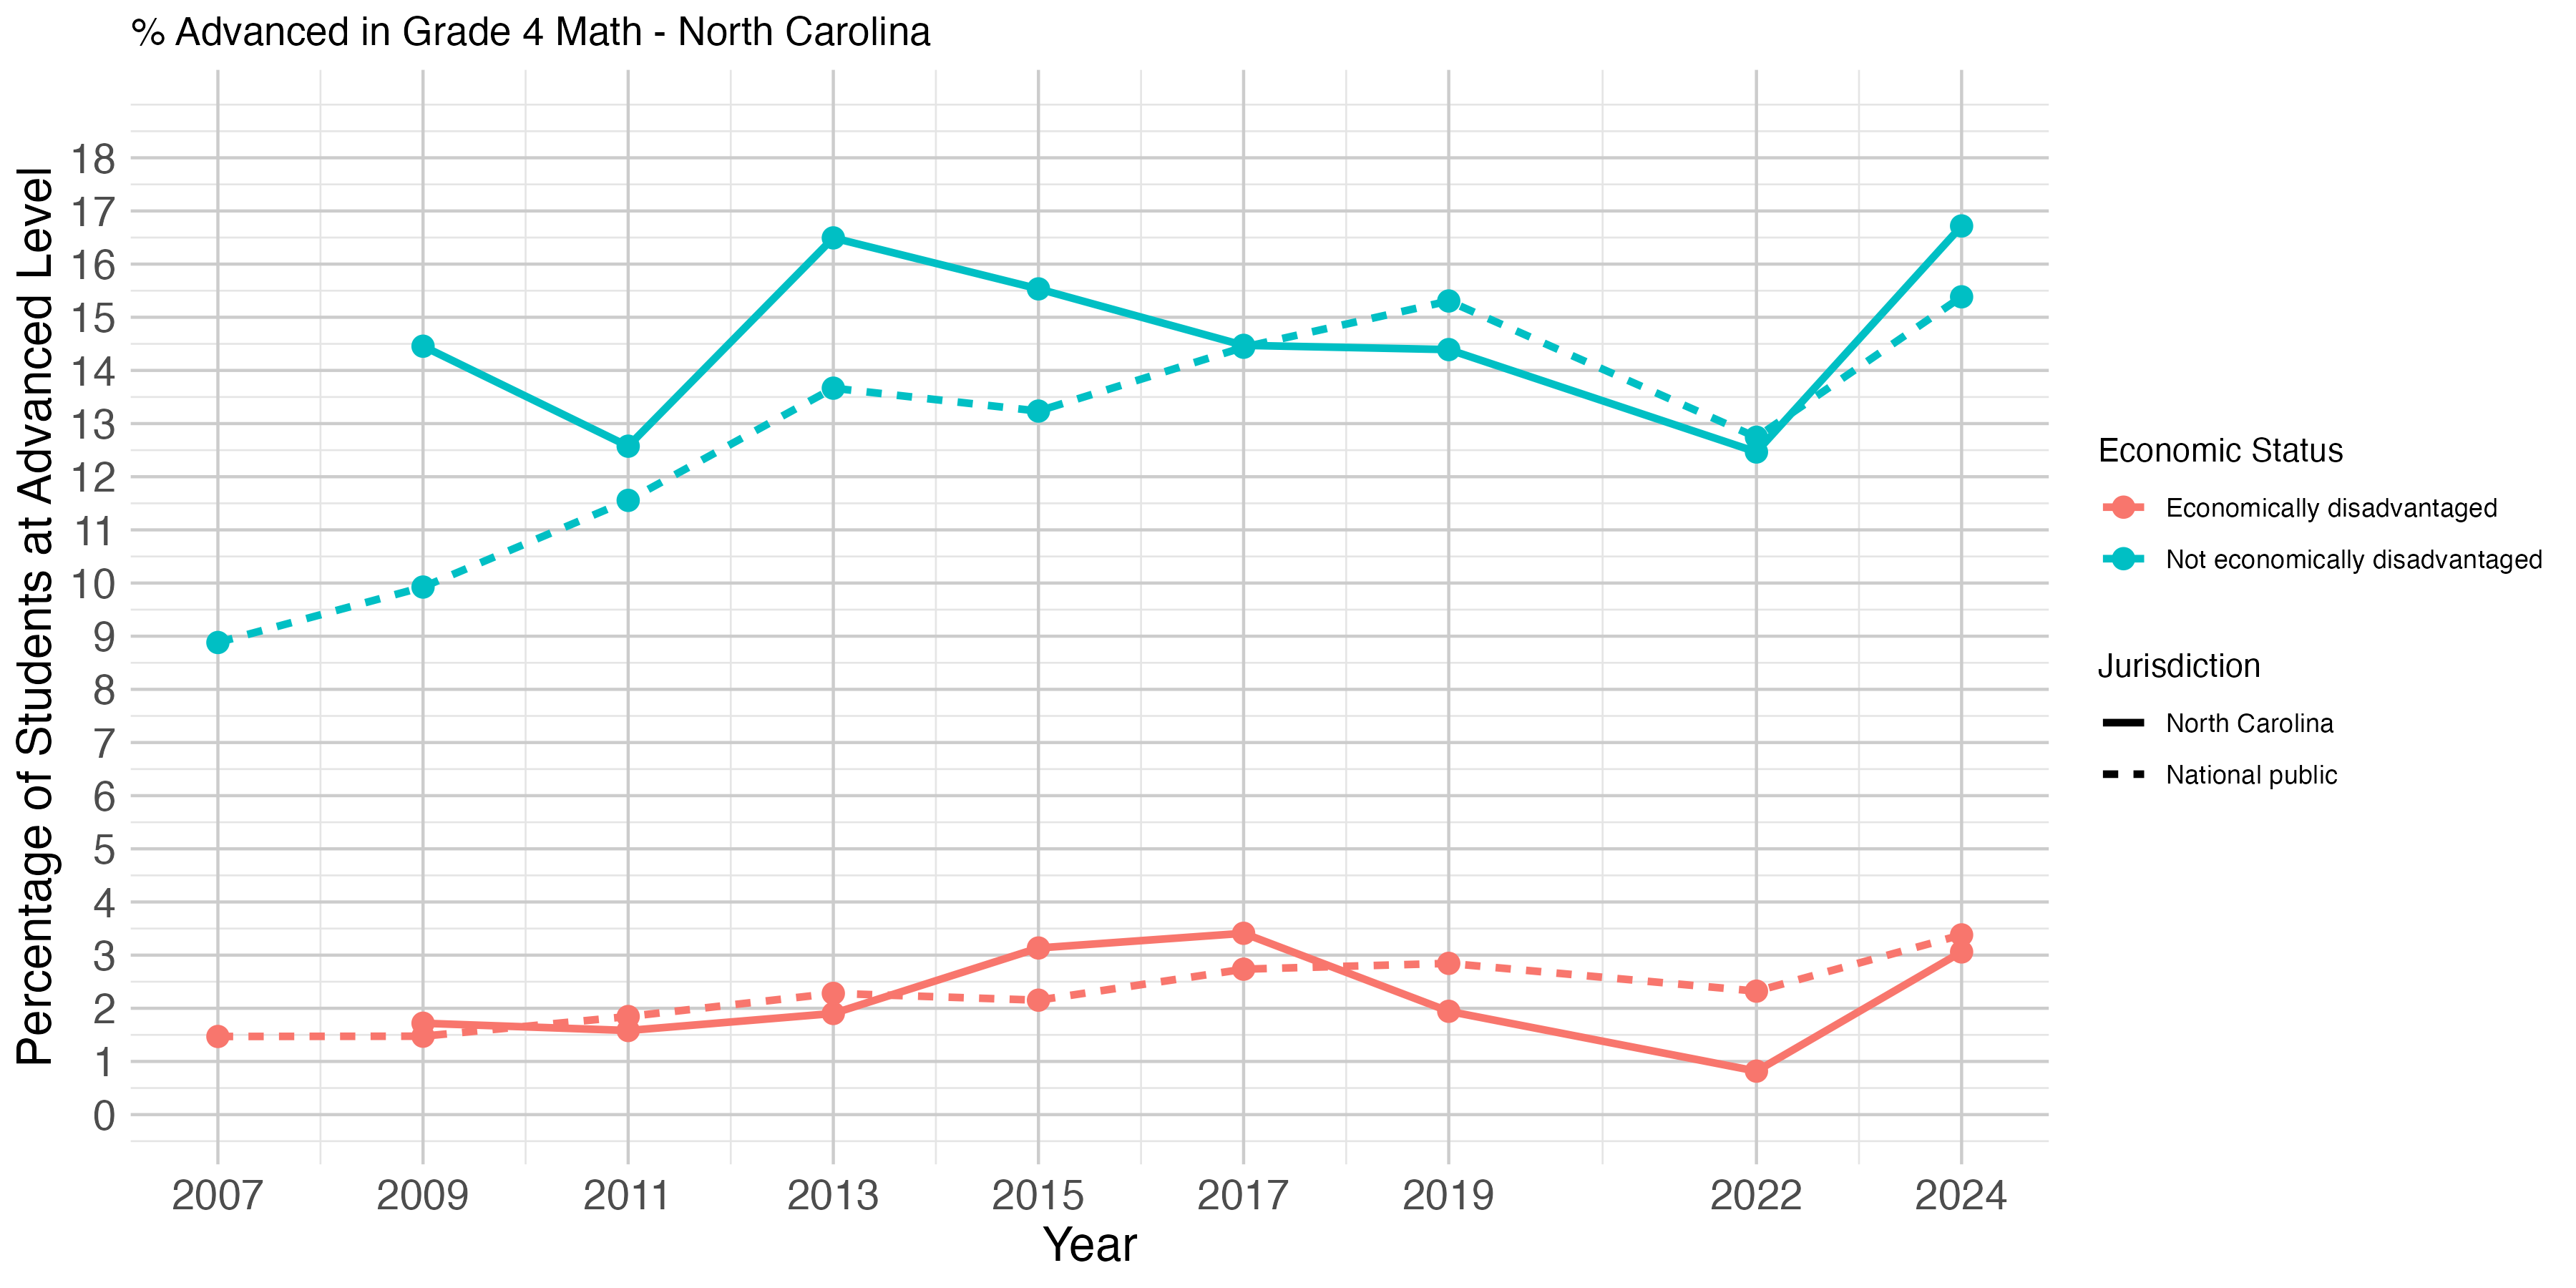 % Advanced in Grade 4 Math - North Carolina
Percentage of Students at Advanced Level
18
17
16
15
14
13
12
11
10
9
8
7
6
5
4
3
2
1
0
2007 2009 2011 2013 2015 2017 2019 2022 2024
Year
Economic Status
Economically disadvantaged
Not economically disadvantaged
Jurisdiction
North Carolina
National public